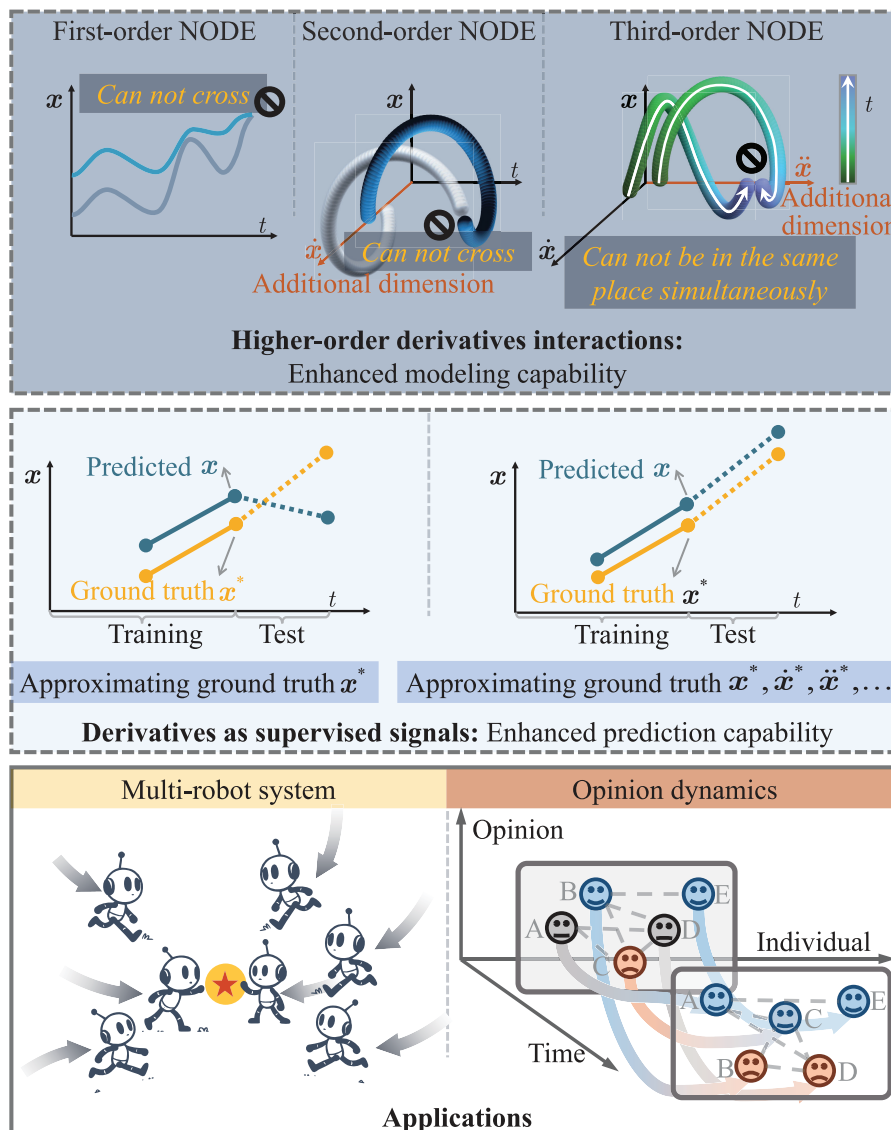 First-order NODE
x
Can not cross
t
Second-order NODE
x
t
Can not cross
ẋ
Additional dimension
Third-order NODE
x
t
ẍ
Additional
dimension
ẋ
Can not be in the same
place simultaneously
Higher-order derivatives interactions:
Enhanced modeling capability
x
Predicted x
Ground truth x*
t
Training
Test
Approximating ground truth x*
x
Predicted x
Ground truth x*
t
Training
Test
Approximating ground truth x*, ẋ*, ẍ*,...
Derivatives as supervised signals: Enhanced prediction capability
Multi-robot system
Opinion dynamics
Opinion
B
E
A
D
C
Individual
A
E
C
Time
B
D
Applications